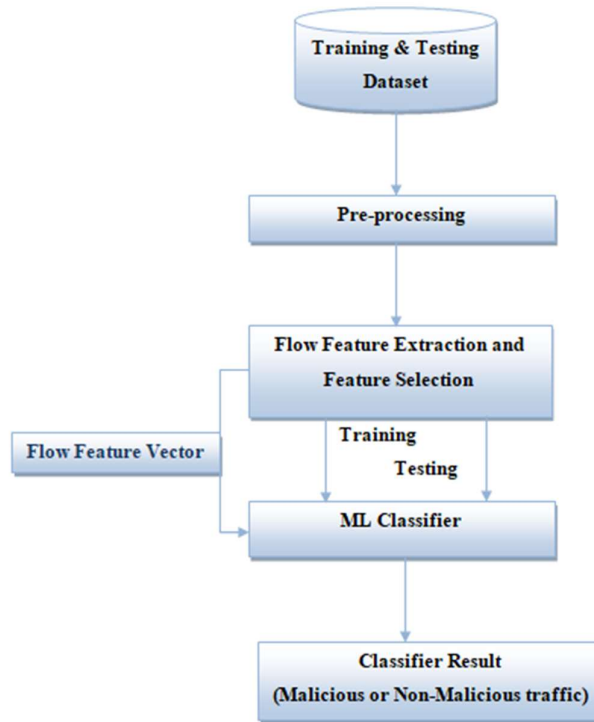 Training & Testing
Dataset
Pre-processing
Flow Feature Extraction and
Feature Selection
Training
Testing
Flow Feature Vector
ML Classifier
Classifier Result
(Malicious or Non-Malicious traffic)